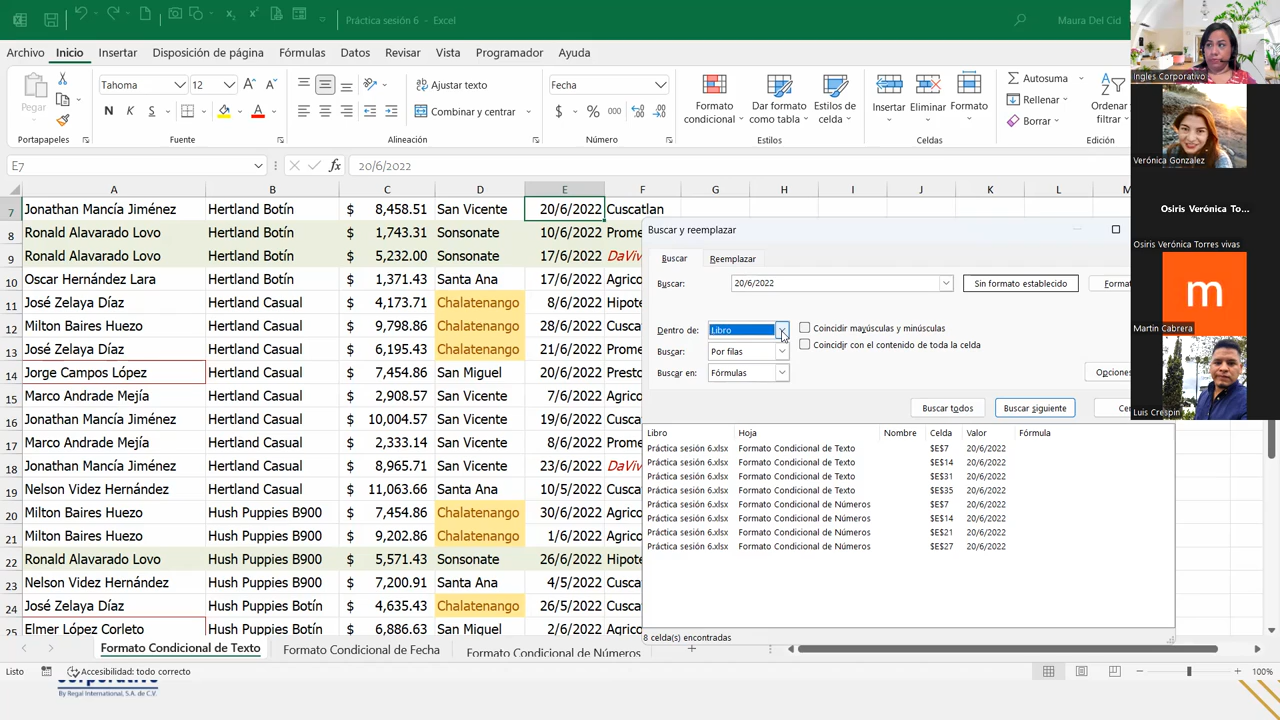 Práctica sesión 6 - Excel
Maura Del Cid
Archivo Inicio Insertar Disposición de página Fórmulas Datos Revisar Vista Programador Ayuda
Pegar
Portapapeles
Tahoma 12
N K S
Fuente
Ajustar texto
Combinar y centrar
Alineación
Fecha
$ % 000
Número
Formato condicional
Dar formato como tabla
Estilos de celda
Estilos
Insertar Eliminar Formato
Celdas
Autosuma
Rellenar
Borrar
Ordenar
filtrar
Edición
E7 fx 20/6/2022
A B C D E F G H I J K L M
7 Jonathan Mancía Jiménez Hertland Botín $ 8,458.51 San Vicente 20/6/2022 Cuscatlan
8 Ronald Alavarado Lovo Hertland Botín $ 1,743.31 Sonsonate 10/6/2022 Prome
9 Ronald Alavarado Lovo Hertland Botín $ 5,232.00 Sonsonate 17/6/2022 DaViv
10 Oscar Hernández Lara Hertland Botín $ 1,371.43 Santa Ana 17/6/2022 Agrico
11 José Zelaya Díaz Hertland Casual $ 4,173.71 Chalatenango 8/6/2022 Hipote
12 Milton Baires Huezo Hertland Casual $ 9,798.86 Chalatenango 28/6/2022 Cusca
13 José Zelaya Díaz Hertland Casual $ 6,195.43 Chalatenango 21/6/2022 Prome
14 Jorge Campos López Hertland Casual $ 7,454.86 San Miguel 20/6/2022 Presto
15 Marco Andrade Mejía Hertland Casual $ 2,908.57 San Miguel 7/6/2022 Cusca
16 Jonathan Mancía Jiménez Hertland Casual $ 10,004.57 San Vicente 19/6/2022 Cusca
17 Marco Andrade Mejía Hertland Casual $ 2,333.14 San Miguel 8/6/2022 Prome
18 Jonathan Mancía Jiménez Hertland Casual $ 8,965.71 San Vicente 23/6/2022 DaViv
19 Nelson Videz Hernández Hertland Casual $ 11,063.66 Santa Ana 10/5/2022 Cusca
20 Milton Baires Huezo Hush Puppies B900 $ 7,454.86 Chalatenango 30/6/2022 Agrico
21 Milton Baires Huezo Hush Puppies B900 $ 9,202.86 Chalatenango 1/6/2022 Agrico
22 Ronald Alavarado Lovo Hush Puppies B900 $ 5,571.43 Sonsonate 26/6/2022 Hipote
23 Nelson Videz Hernández Hush Puppies B900 $ 7,200.91 Santa Ana 4/5/2022 Cusca
24 José Zelaya Díaz Hush Puppies Botín $ 4,635.43 Chalatenango 26/5/2022 Cusca
25 Elmer López Corleto Hush Puppies Botín $ 6,886.63 San Miguel 2/6/2022 Agrico
Buscar y reemplazar
Buscar Reemplazar
Buscar: 20/6/2022 Sin formato establecido Format
Dentro de: Libro Coincidir mayúsculas y minúsculas
Buscar: Por filas Coincidir con el contenido de toda la celda
Buscar en: Fórmulas Opciones
Buscar todos Buscar siguiente Cer
Libro Hoja Nombre Celda Valor Fórmula
Práctica sesión 6.xlsx Formato Condicional de Texto $E$7 20/6/2022
Práctica sesión 6.xlsx Formato Condicional de Texto $E$14 20/6/2022
Práctica sesión 6.xlsx Formato Condicional de Texto $E$31 20/6/2022
Práctica sesión 6.xlsx Formato Condicional de Texto $E$35 20/6/2022
Práctica sesión 6.xlsx Formato Condicional de Números $E$7 20/6/2022
Práctica sesión 6.xlsx Formato Condicional de Números $E$14 20/6/2022
Práctica sesión 6.xlsx Formato Condicional de Números $E$21 20/6/2022
Práctica sesión 6.xlsx Formato Condicional de Números $E$27 20/6/2022
8 celda(s) encontradas
Formato Condicional de Texto Formato Condicional de Fecha Formato Condicional de Números
Listo Accesibilidad: todo correcto 100%
By Regal International, S.A. de C.V.
Ingles Corporativo
Verónica Gonzalez
Osiris Verónica To...
Osiris Verónica Torres vivas
m
Martin Cabrera
Luis Crespin